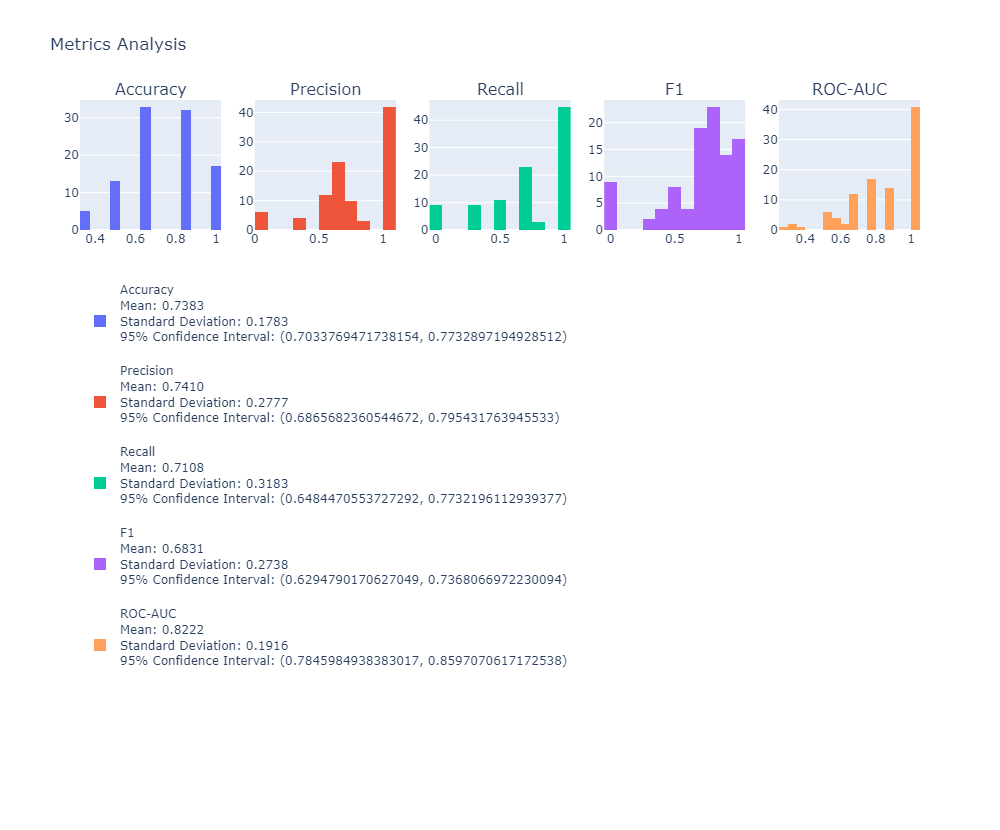 Metrics Analysis
Accuracy Precision Recall F1 ROC-AUC
30
20
10
0
0.4 0.6 0.8 1
40
30
20
10
0
0 0.5 1
40
30
20
10
0
0 0.5 1
20
15
10
5
0
0 0.5 1
40
30
20
10
0
0.4 0.6 0.8 1
Accuracy
Mean: 0.7383
Standard Deviation: 0.1783
95% Confidence Interval: (0.7033769471738154, 0.7732897194928512)
Precision
Mean: 0.7410
Standard Deviation: 0.2777
95% Confidence Interval: (0.6865682360544672, 0.795431763945533)
Recall
Mean: 0.7108
Standard Deviation: 0.3183
95% Confidence Interval: (0.6484470553727292, 0.7732196112939377)
F1
Mean: 0.6831
Standard Deviation: 0.2738
95% Confidence Interval: (0.6294790170627049, 0.7368066972230094)
ROC-AUC
Mean: 0.8222
Standard Deviation: 0.1916
95% Confidence Interval: (0.7845984938383017, 0.8597070617172538)